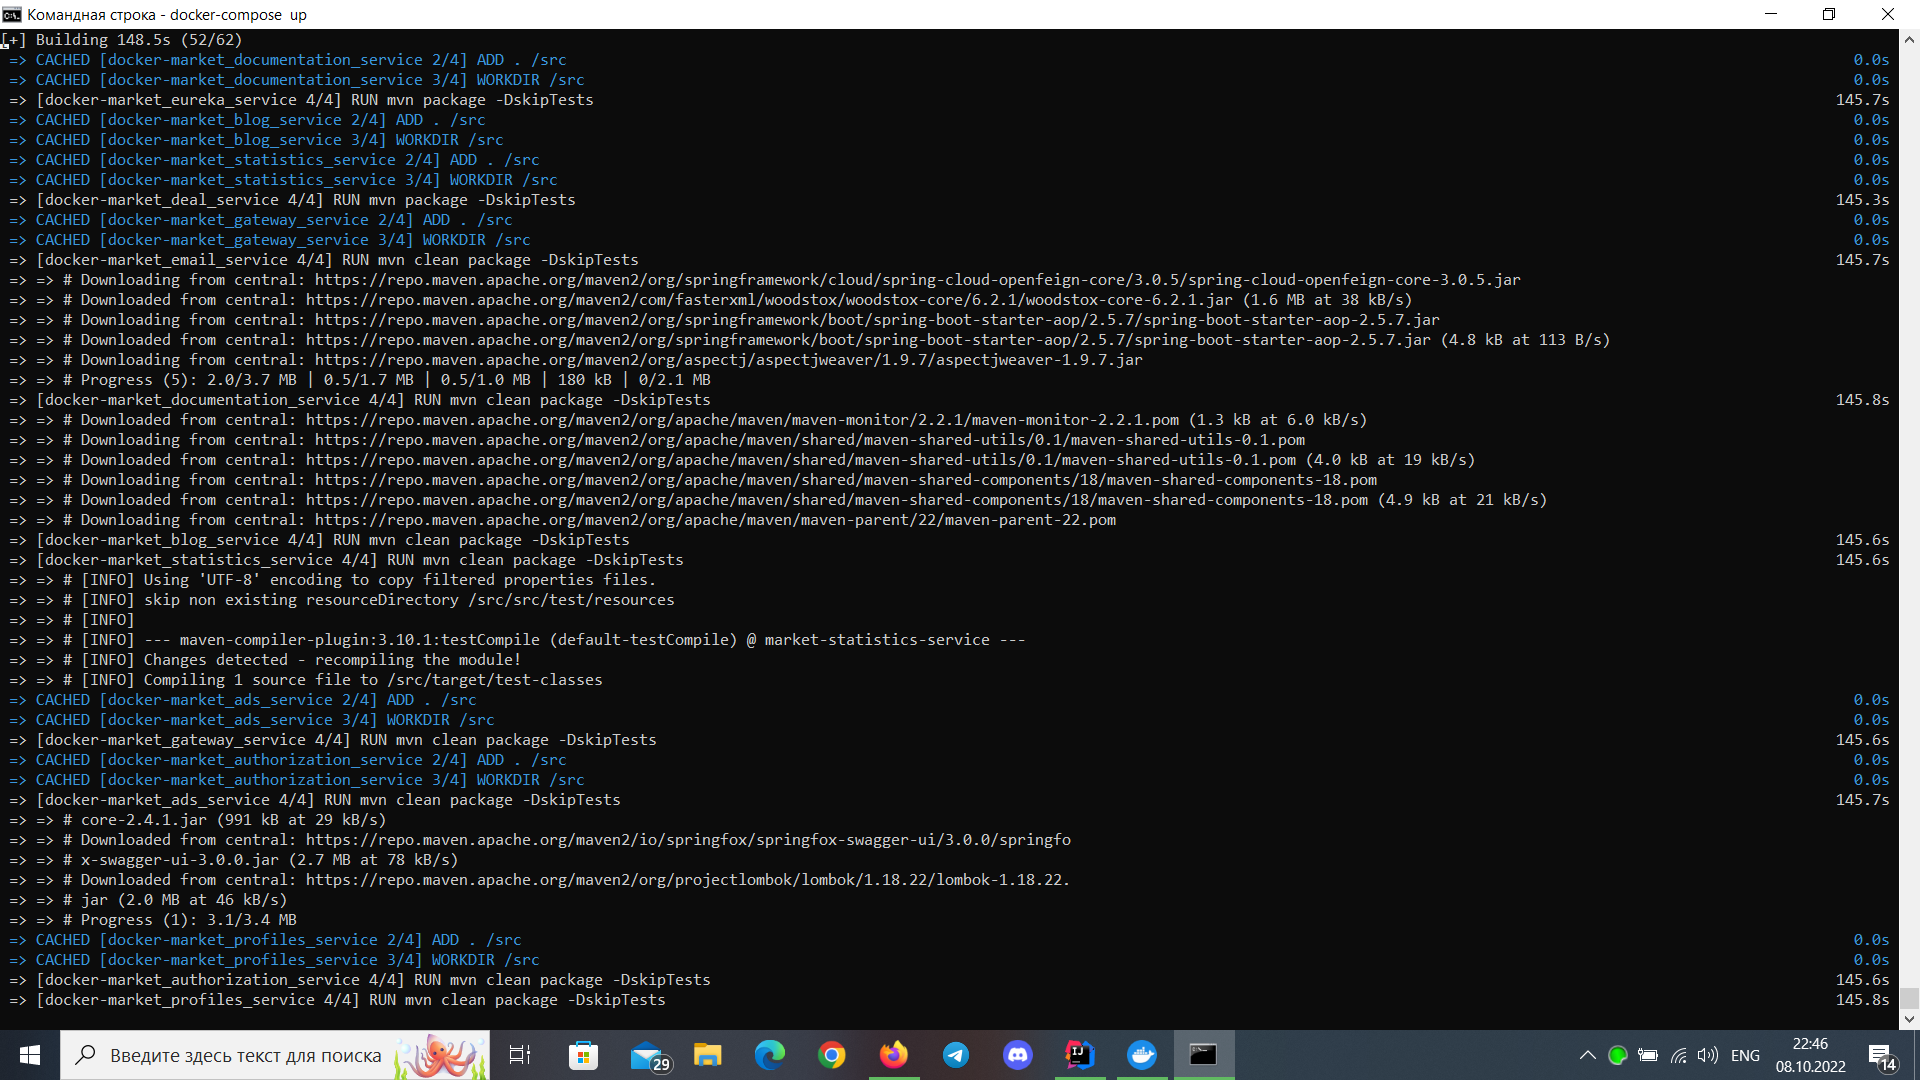 Командная строка - docker-compose  up
[+] Building 148.5s (52/62)
=> CACHED [docker-market_documentation_service 2/4] ADD . /src 0.0s
=> CACHED [docker-market_documentation_service 3/4] WORKDIR /src 0.0s
=> [docker-market_eureka_service 4/4] RUN mvn package -DskipTests 145.7s
=> CACHED [docker-market_blog_service 2/4] ADD . /src 0.0s
=> CACHED [docker-market_blog_service 3/4] WORKDIR /src 0.0s
=> CACHED [docker-market_statistics_service 2/4] ADD . /src 0.0s
=> CACHED [docker-market_statistics_service 3/4] WORKDIR /src 0.0s
=> [docker-market_deal_service 4/4] RUN mvn package -DskipTests 145.3s
=> CACHED [docker-market_gateway_service 2/4] ADD . /src 0.0s
=> CACHED [docker-market_gateway_service 3/4] WORKDIR /src 0.0s
=> [docker-market_email_service 4/4] RUN mvn clean package -DskipTests 145.7s
=> => # Downloading from central: https://repo.maven.apache.org/maven2/org/springframework/cloud/spring-cloud-openfeign-core/3.0.5/spring-cloud-openfeign-core-3.0.5.jar
=> => # Downloaded from central: https://repo.maven.apache.org/maven2/com/fasterxml/woodstox/woodstox-core/6.2.1/woodstox-core-6.2.1.jar (1.6 MB at 38 kB/s)
=> => # Downloading from central: https://repo.maven.apache.org/maven2/org/springframework/boot/spring-boot-starter-aop/2.5.7/spring-boot-starter-aop-2.5.7.jar
=> => # Downloaded from central: https://repo.maven.apache.org/maven2/org/springframework/boot/spring-boot-starter-aop/2.5.7/spring-boot-starter-aop-2.5.7.jar (4.8 kB at 113 B/s)
=> => # Downloading from central: https://repo.maven.apache.org/maven2/org/aspectj/aspectjweaver/1.9.7/aspectjweaver-1.9.7.jar
=> => # Progress (5): 2.0/3.7 MB | 0.5/1.7 MB | 0.5/1.0 MB | 180 kB | 0/2.1 MB
=> [docker-market_documentation_service 4/4] RUN mvn clean package -DskipTests 145.8s
=> => # Downloaded from central: https://repo.maven.apache.org/maven2/org/apache/maven/maven-monitor/2.2.1/maven-monitor-2.2.1.pom (1.3 kB at 6.0 kB/s)
=> => # Downloading from central: https://repo.maven.apache.org/maven2/org/apache/maven/shared/maven-shared-utils/0.1/maven-shared-utils-0.1.pom
=> => # Downloaded from central: https://repo.maven.apache.org/maven2/org/apache/maven/shared/maven-shared-utils/0.1/maven-shared-utils-0.1.pom (4.0 kB at 19 kB/s)
=> => # Downloading from central: https://repo.maven.apache.org/maven2/org/apache/maven/shared/maven-shared-components/18/maven-shared-components-18.pom
=> => # Downloaded from central: https://repo.maven.apache.org/maven2/org/apache/maven/shared/maven-shared-components/18/maven-shared-components-18.pom (4.9 kB at 21 kB/s)
=> => # Downloading from central: https://repo.maven.apache.org/maven2/org/apache/maven/maven-parent/22/maven-parent-22.pom
=> [docker-market_blog_service 4/4] RUN mvn clean package -DskipTests 145.6s
=> [docker-market_statistics_service 4/4] RUN mvn clean package -DskipTests 145.6s
=> => # [INFO] Using 'UTF-8' encoding to copy filtered properties files.
=> => # [INFO] skip non existing resourceDirectory /src/src/test/resources
=> => # [INFO]
=> => # [INFO] --- maven-compiler-plugin:3.10.1:testCompile (default-testCompile) @ market-statistics-service ---
=> => # [INFO] Changes detected - recompiling the module!
=> => # [INFO] Compiling 1 source file to /src/target/test-classes
=> CACHED [docker-market_ads_service 2/4] ADD . /src 0.0s
=> CACHED [docker-market_ads_service 3/4] WORKDIR /src 0.0s
=> [docker-market_gateway_service 4/4] RUN mvn clean package -DskipTests 145.6s
=> CACHED [docker-market_authorization_service 2/4] ADD . /src 0.0s
=> CACHED [docker-market_authorization_service 3/4] WORKDIR /src 0.0s
=> [docker-market_ads_service 4/4] RUN mvn clean package -DskipTests 145.7s
=> => # core-2.4.1.jar (991 kB at 29 kB/s)
=> => # Downloaded from central: https://repo.maven.apache.org/maven2/io/springfox/springfox-swagger-ui/3.0.0/springfo
=> => # x-swagger-ui-3.0.0.jar (2.7 MB at 78 kB/s)
=> => # Downloaded from central: https://repo.maven.apache.org/maven2/org/projectlombok/lombok/1.18.22/lombok-1.18.22.
=> => # jar (2.0 MB at 46 kB/s)
=> => # Progress (1): 3.1/3.4 MB
=> CACHED [docker-market_profiles_service 2/4] ADD . /src 0.0s
=> CACHED [docker-market_profiles_service 3/4] WORKDIR /src 0.0s
=> [docker-market_authorization_service 4/4] RUN mvn clean package -DskipTests 145.6s
=> [docker-market_profiles_service 4/4] RUN mvn clean package -DskipTests 145.8s
Введите здесь текст для поиска
29
ENG
22:46
08.10.2022
14